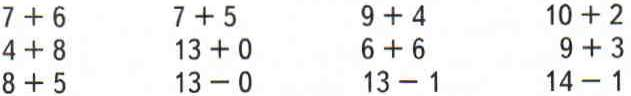 7 + 6 7 + 5 9 + 4 10 + 2
4 + 8 13 + 0 6 + 6 9 + 3
8 + 5 13 − 0 13 − 1 14 − 1